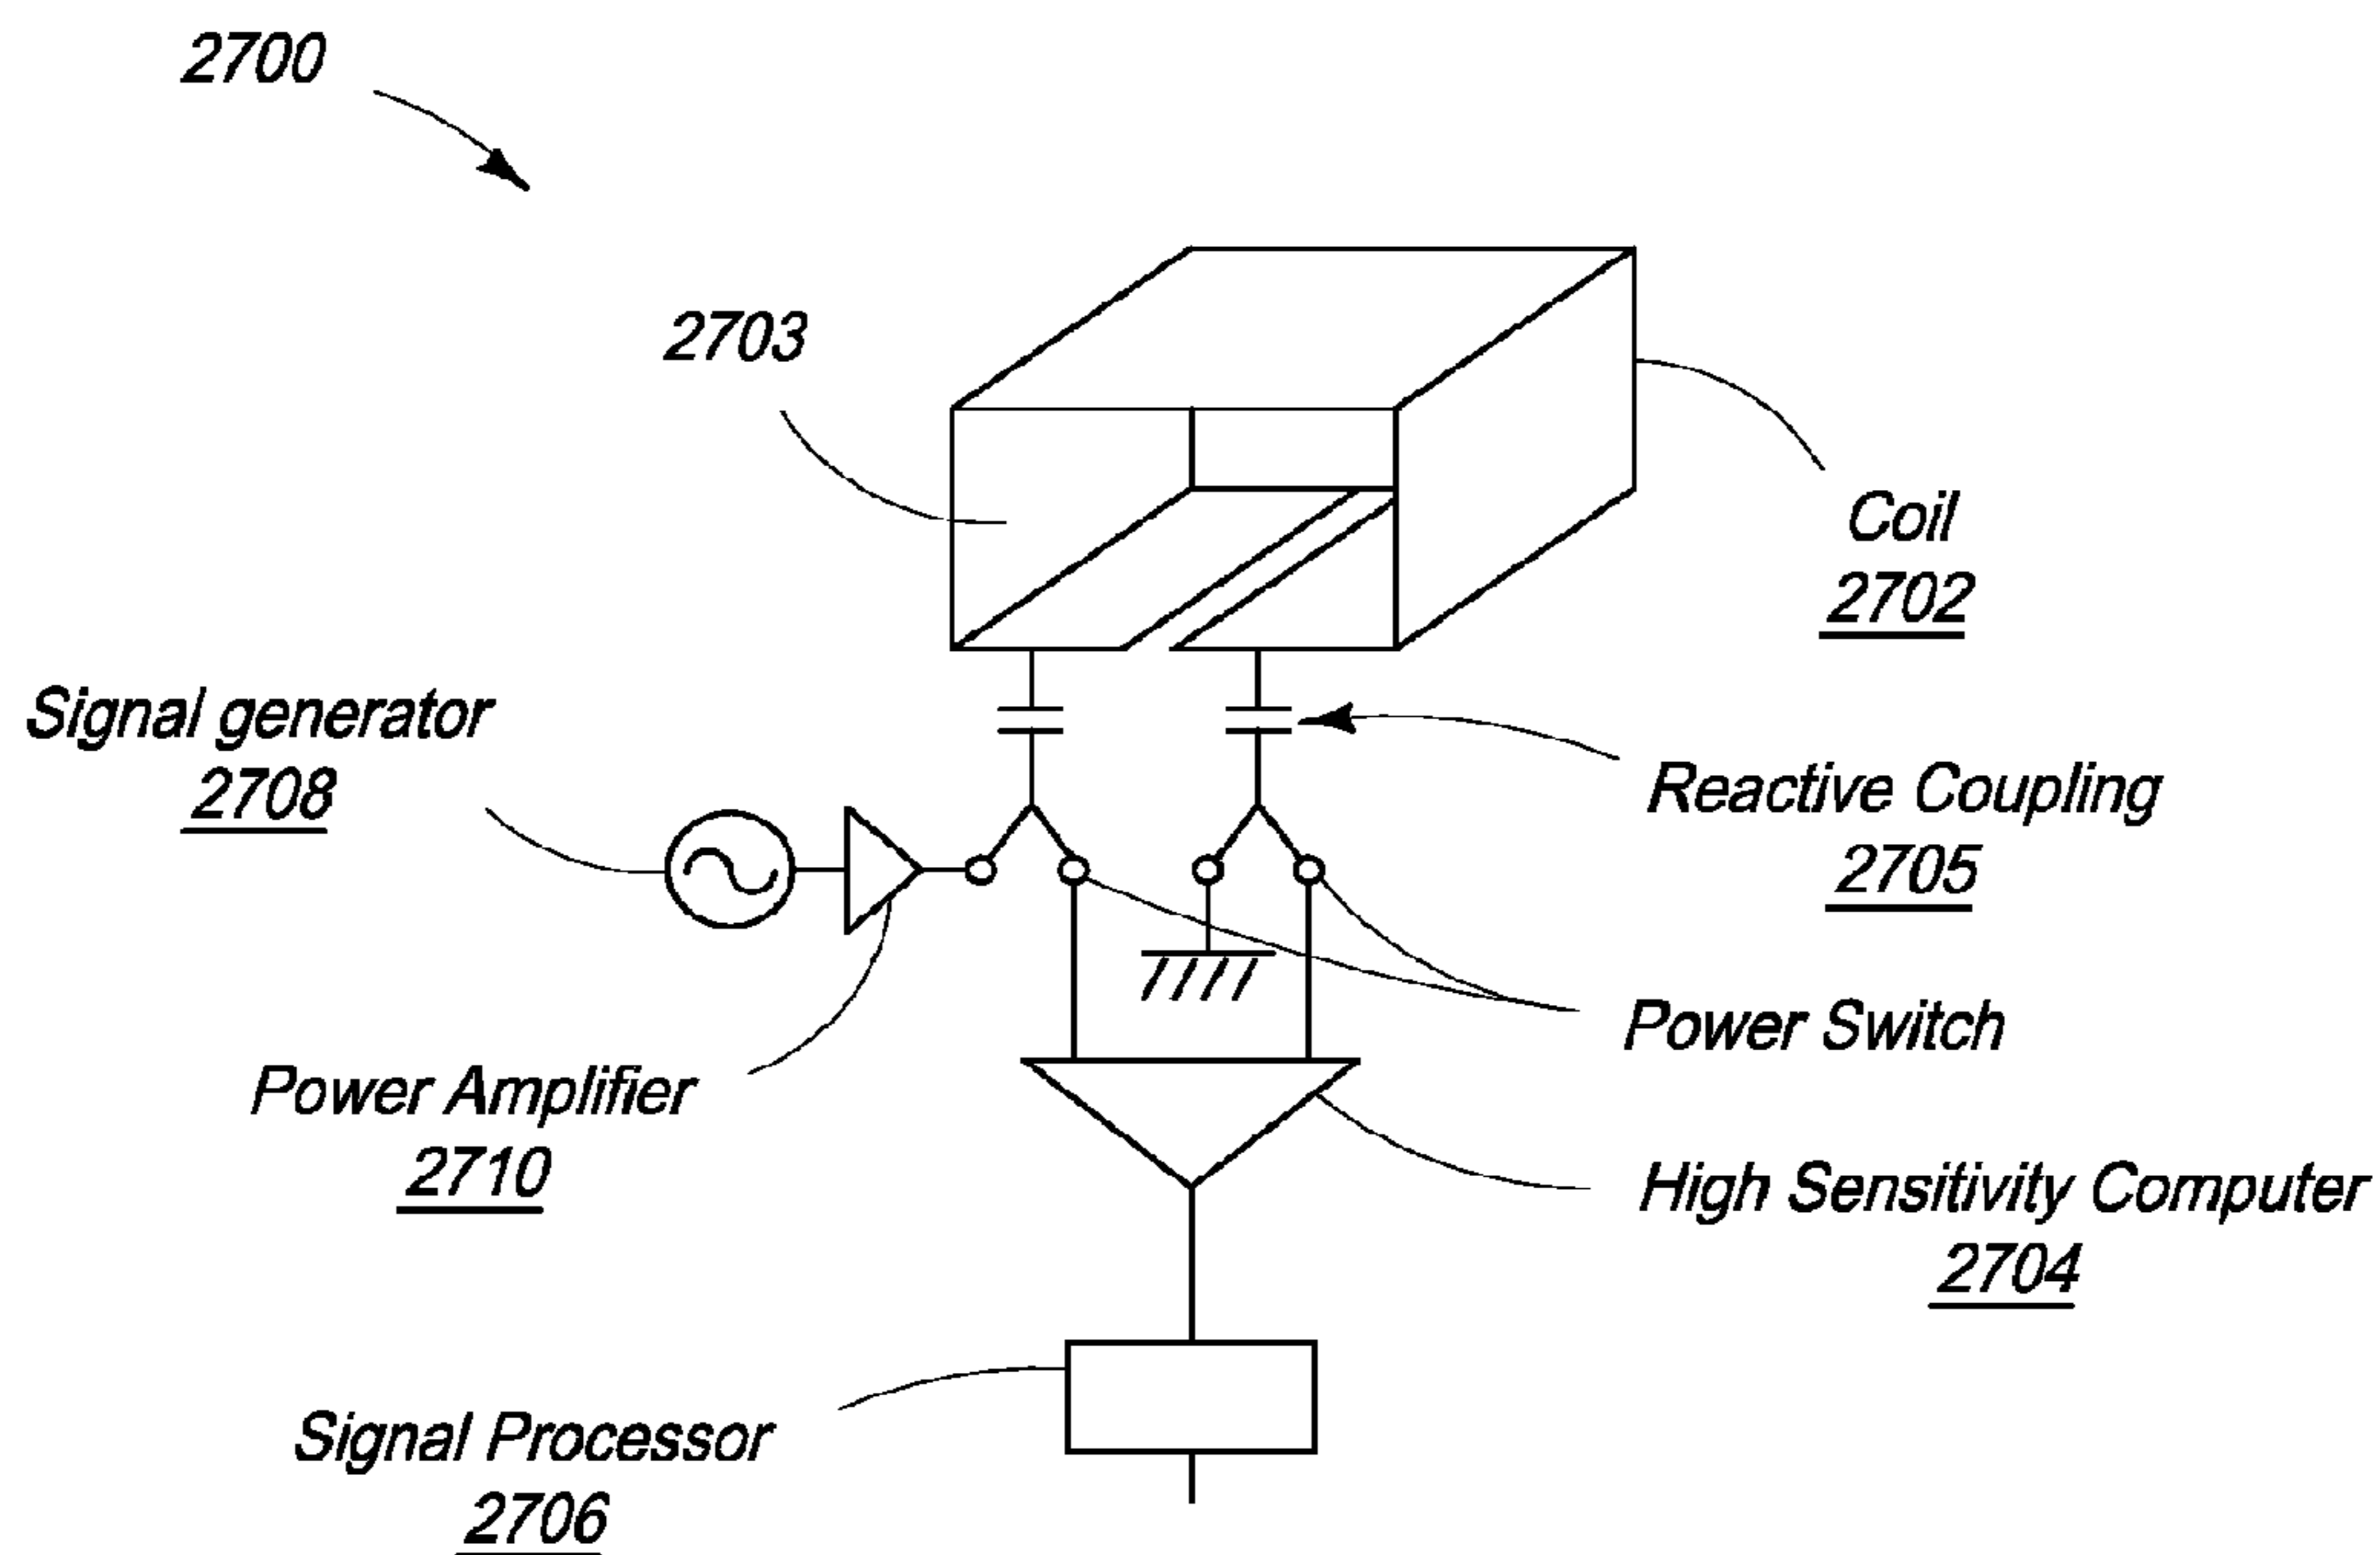 2700
2703
Coil
2702
Signal generator
2708
Reactive Coupling
2705
Power Switch
Power Amplifier
2710
High Sensitivity Computer
2704
Signal Processor
2706